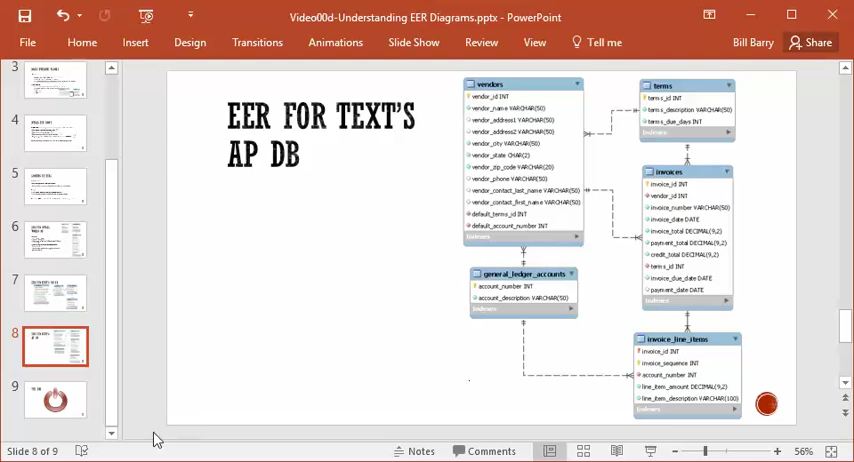 Video00d-Understanding EER Diagrams.pptx - PowerPoint
File Home Insert Design Transitions Animations Slide Show Review View Tell me Bill Barry Share
3
4
5
6
7
8
9
EER FOR TEXT'S
AP DB
vendors
vendor_id INT
vendor_name VARCHAR(50)
vendor_address1 VARCHAR(50)
vendor_address2 VARCHAR(50)
vendor_city VARCHAR(50)
vendor_state CHAR(2)
vendor_zip_code VARCHAR(20)
vendor_phone VARCHAR(50)
vendor_contact_last_name VARCHAR(50)
vendor_contact_first_name VARCHAR(50)
default_terms_id INT
default_account_number INT
Indexes
terms
terms_id INT
terms_description VARCHAR(50)
terms_due_days INT
Indexes
invoices
invoice_id INT
vendor_id INT
invoice_number VARCHAR(50)
invoice_date DATE
invoice_total DECIMAL(9,2)
payment_total DECIMAL(9,2)
credit_total DECIMAL(9,2)
terms_id INT
invoice_due_date DATE
payment_date DATE
Indexes
general_ledger_accounts
account_number INT
account_description VARCHAR(50)
Indexes
invoice_line_items
invoice_id INT
invoice_sequence INT
account_number INT
line_item_amount DECIMAL(9,2)
line_item_description VARCHAR(100)
Indexes
Slide 8 of 9 Notes Comments 56%